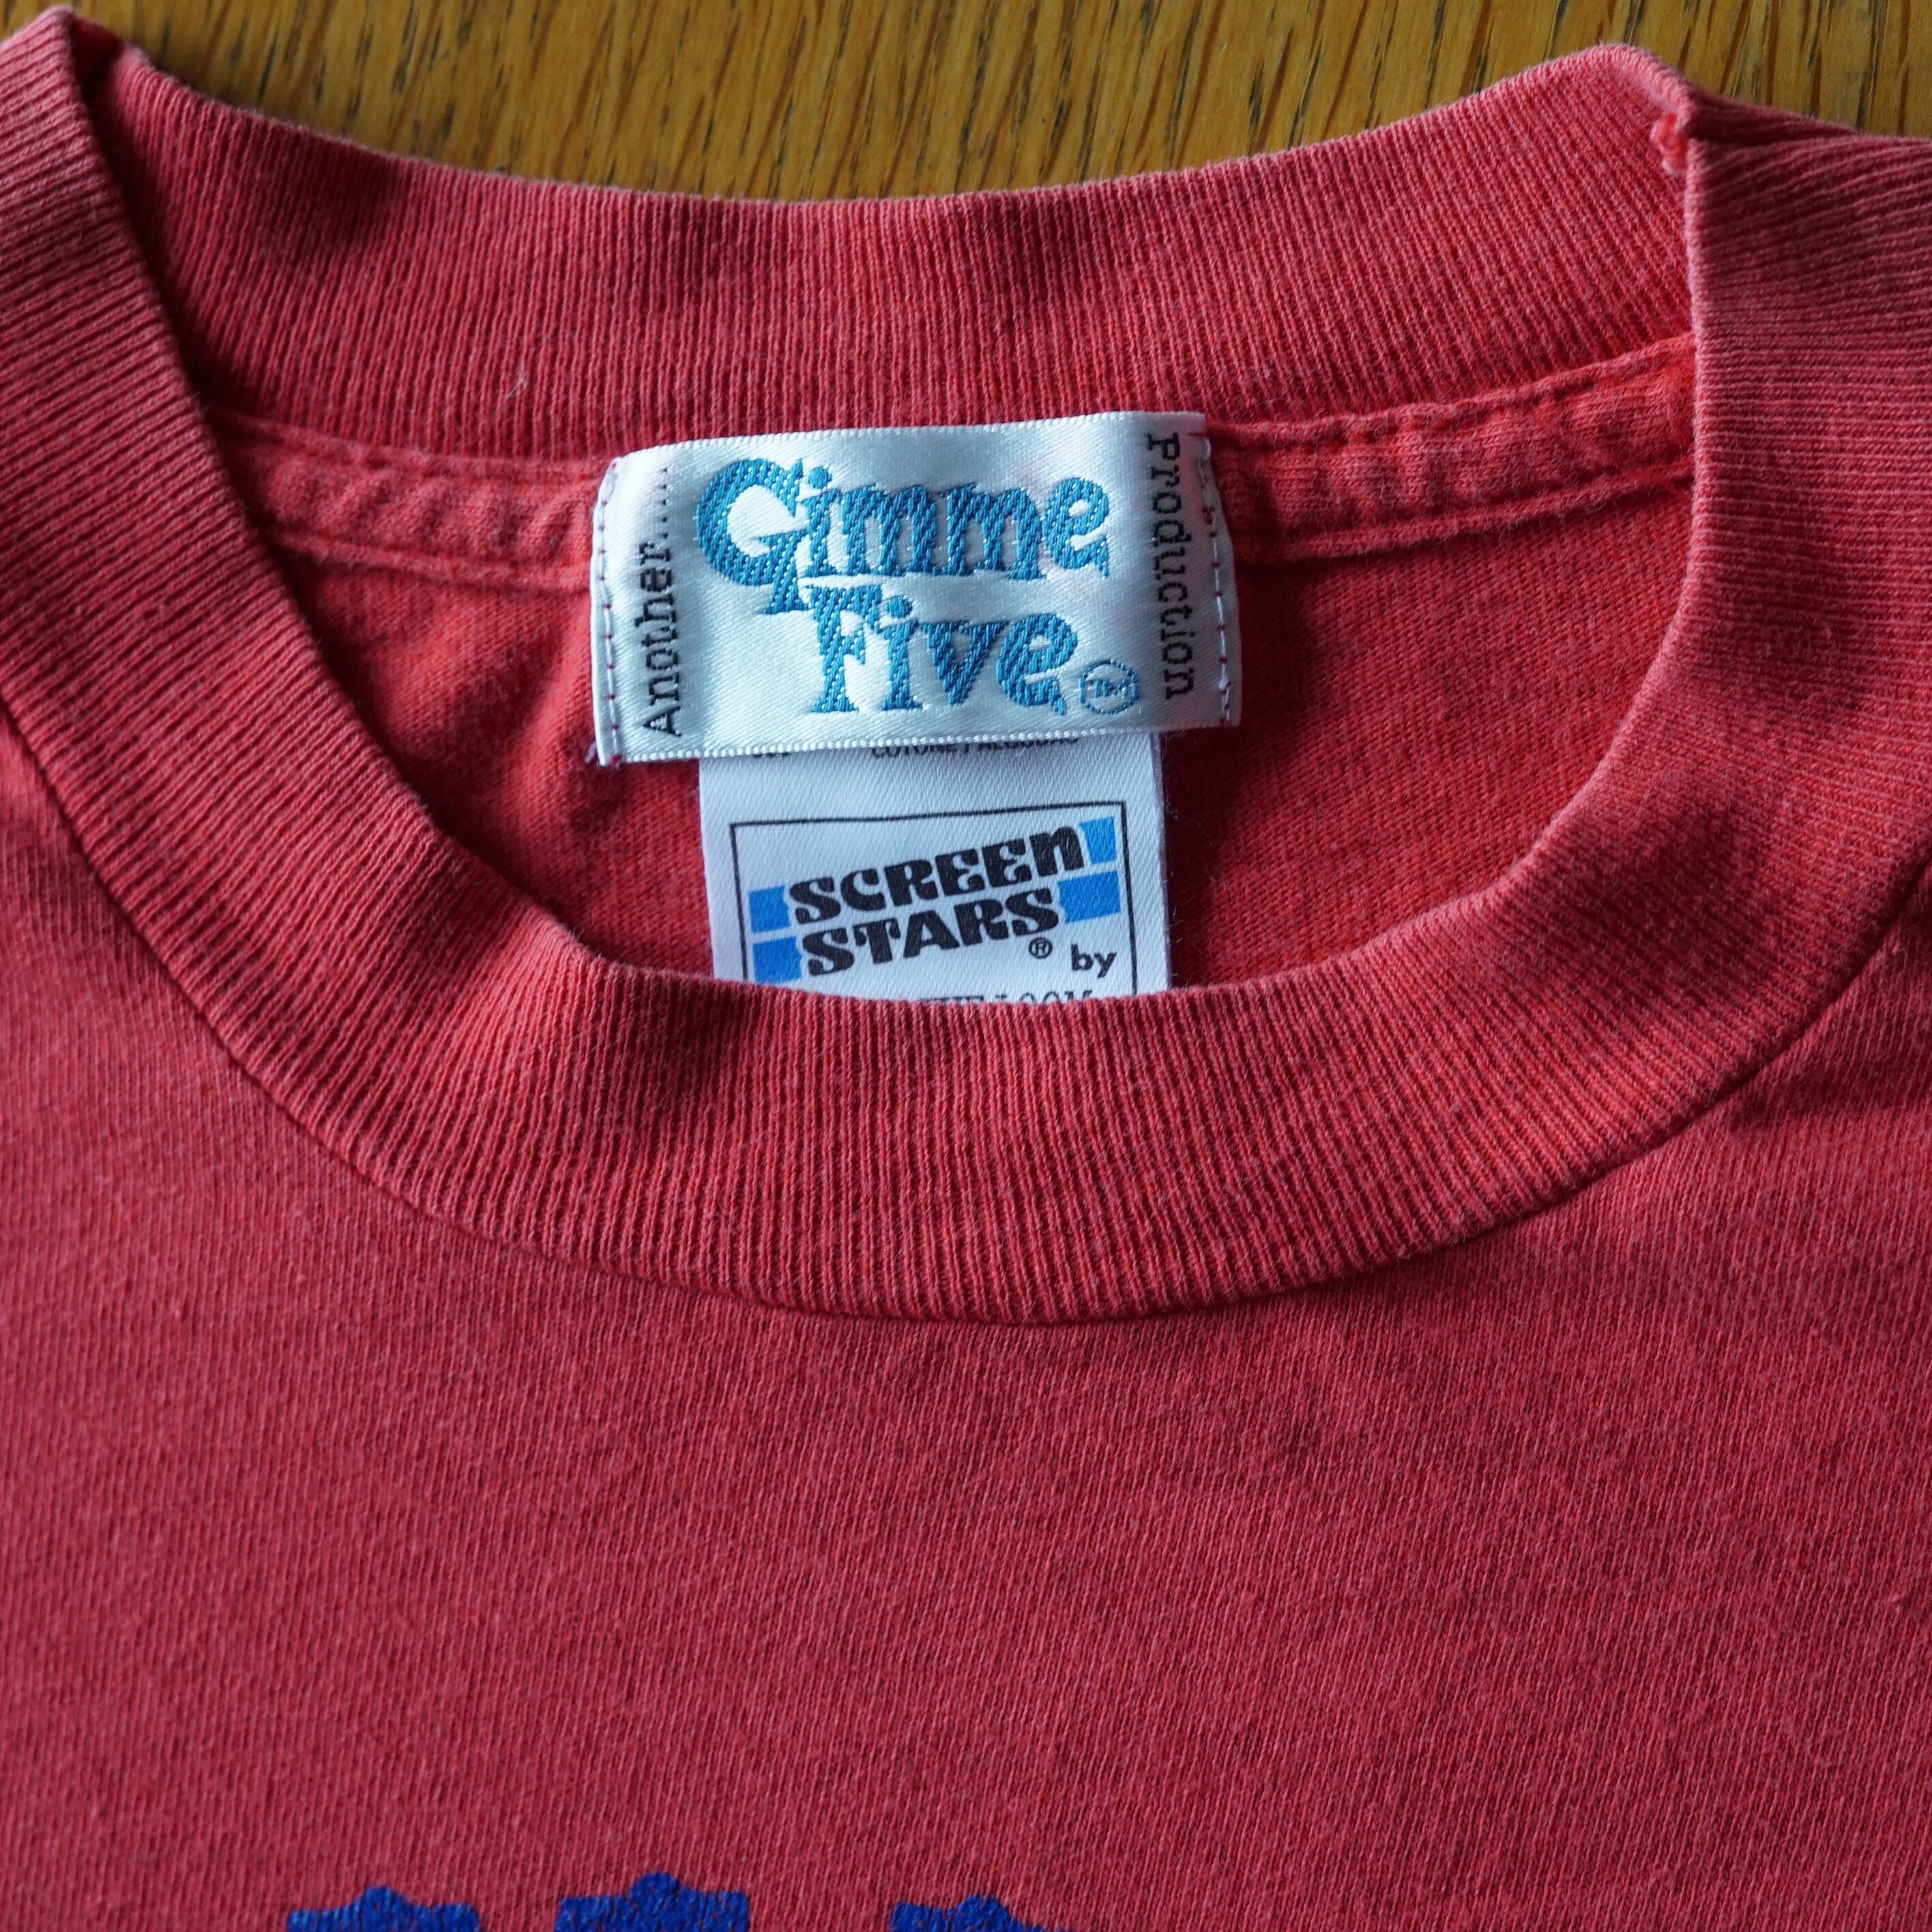 Another.....
Gimme
Five
TM
Production
SCREEN
STARS®
by